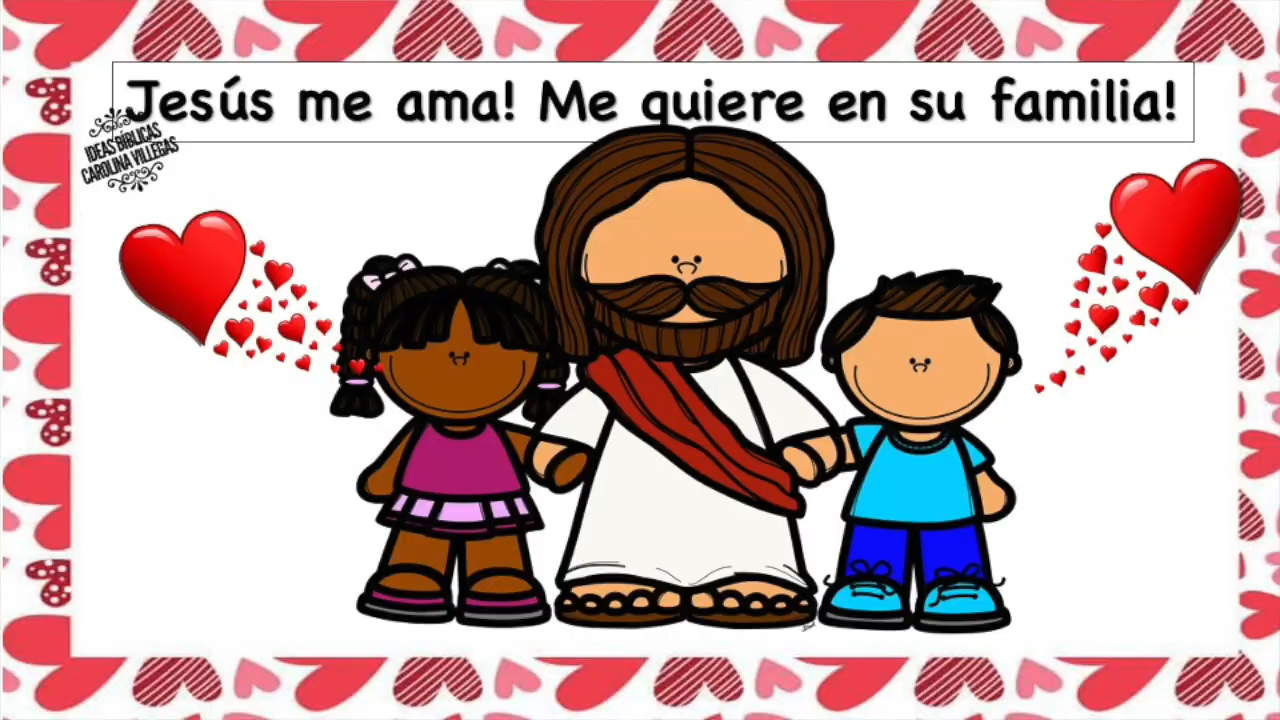 Jesús me ama! Me quiere en su familia!
IDEAS BÍBLICAS
CAROLINA VILLEGAS